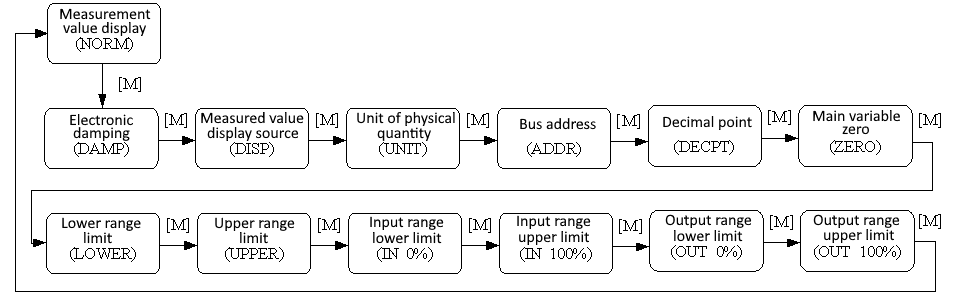 Measurement
value display
(NORM)
[M]
Electronic
damping
(DAMP)
[M]
Measured value
display source
(DISP)
[M]
Unit of physical
quantity
(UNIT)
[M]
Bus address
(ADDR)
[M]
Decimal point
(DECPT)
[M]
Main variable
zero
(ZERO)
[M]
Lower range
limit
(LOWER)
[M]
Upper range
limit
(UPPER)
[M]
Input range
lower limit
(IN 0%)
[M]
Input range
upper limit
(IN 100%)
[M]
Output range
lower limit
(OUT 0%)
[M]
Output range
upper limit
(OUT 100%)
[M]